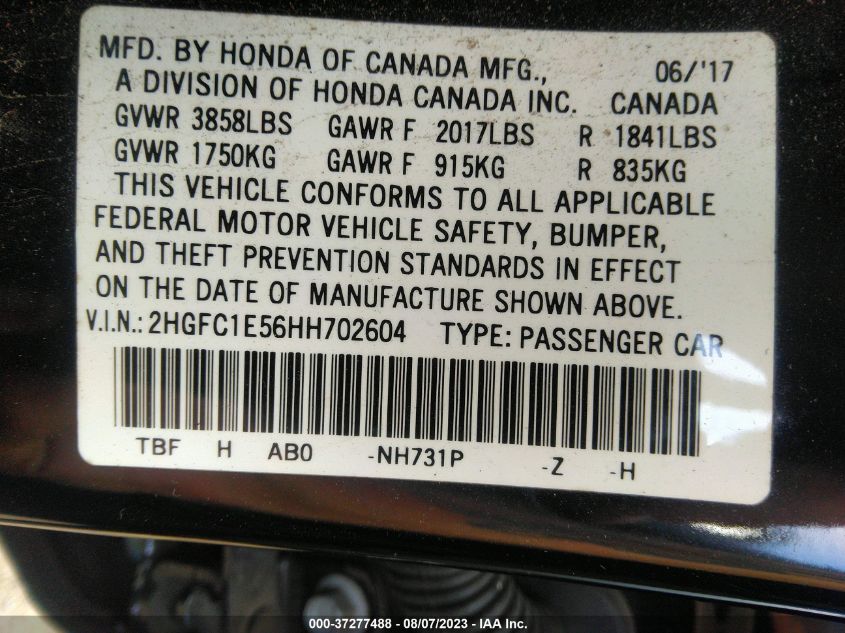 MFD. BY HONDA OF CANADA MFG., 06/'17
A DIVISION OF HONDA CANADA INC. CANADA
GVWR 3858LBS GAWR F 2017LBS R 1841LBS
GVWR 1750KG GAWR F 915KG R 835KG
THIS VEHICLE CONFORMS TO ALL APPLICABLE
FEDERAL MOTOR VEHICLE SAFETY, BUMPER,
AND THEFT PREVENTION STANDARDS IN EFFECT
ON THE DATE OF MANUFACTURE SHOWN ABOVE.
V.I.N.: 2HGFC1E56HH702604 TYPE: PASSENGER CAR
TBF H AB0 -NH731P -Z -H
000-37277488 - 08/07/2023 - IAA Inc.